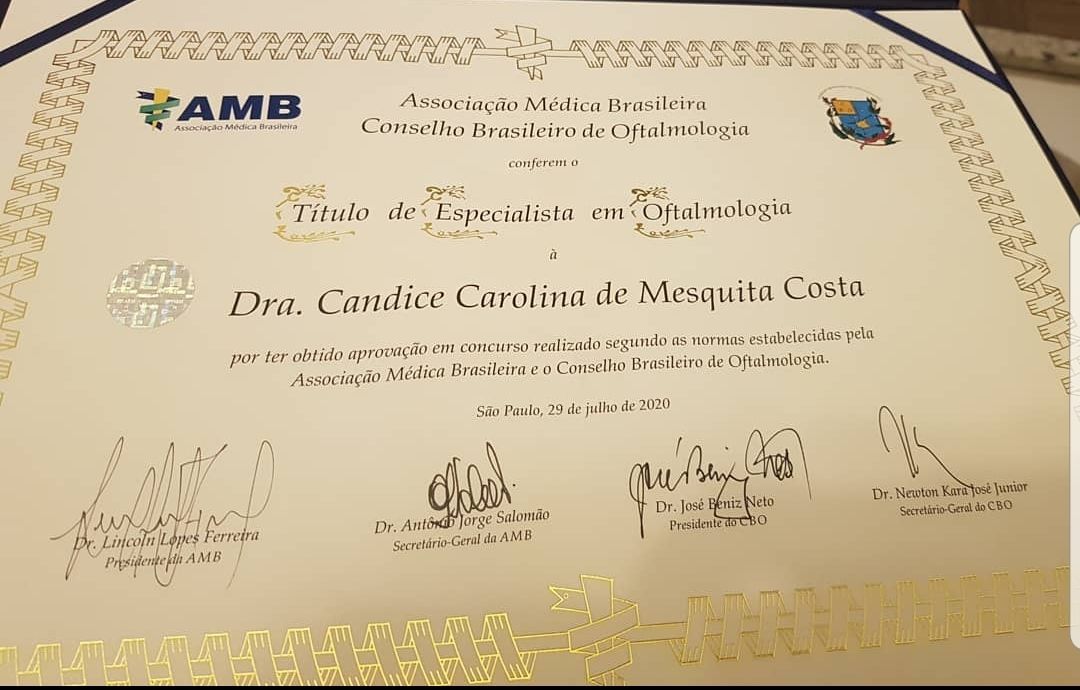 AMB
Associação Médica Brasileira
Associação Médica Brasileira
Conselho Brasileiro de Oftalmologia
conferem o
Título de Especialista em Oftalmologia
à
Dra. Candice Carolina de Mesquita Costa
por ter obtido aprovação em concurso realizado segundo as normas estabelecidas pela
Associação Médica Brasileira e o Conselho Brasileiro de Oftalmologia.
São Paulo, 29 de julho de 2020
Dr. Lincoln Lopes Ferreira
Presidente da AMB
Dr. Antônio Jorge Salomão
Secretário-Geral da AMB
Dr. José Beniz Neto
Presidente do CBO
Dr. Newton Kara José Junior
Secretário-Geral do CBO